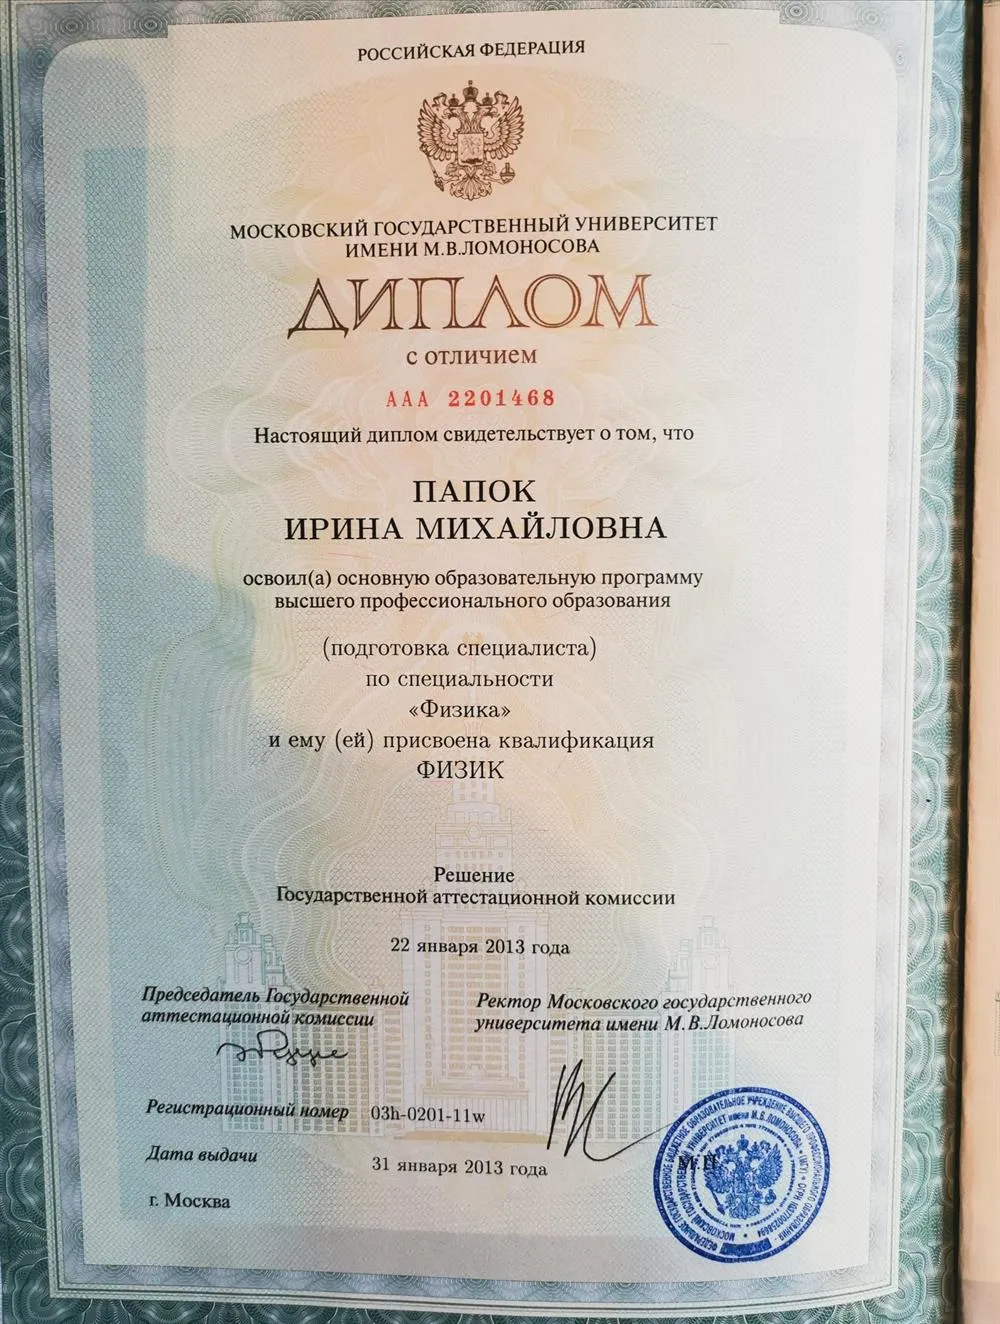 РОССИЙСКАЯ ФЕДЕРАЦИЯ
МОСКОВСКИЙ ГОСУДАРСТВЕННЫЙ УНИВЕРСИТЕТ
ИМЕНИ М.В.ЛОМОНОСОВА
ДИПЛОМ
С ОТЛИЧИЕМ
ААА 2201468
Настоящий диплом свидетельствует о том, что
ПАПОК
ИРИНА МИХАЙЛОВНА
освоил(а) основную образовательную программу
высшего профессионального образования
(подготовка специалиста)
по специальности
«Физика»
и ему (ей) присвоена квалификация
ФИЗИК
Решение
Государственной аттестационной комиссии
22 января 2013 года
Председатель Государственной
аттестационной комиссии
Ректор Московского государственного
университета имени М.В.Ломоносова
Регистрационный номер 03h-0201-11w
Дата выдачи 31 января 2013 года
г. Москва
М.П.